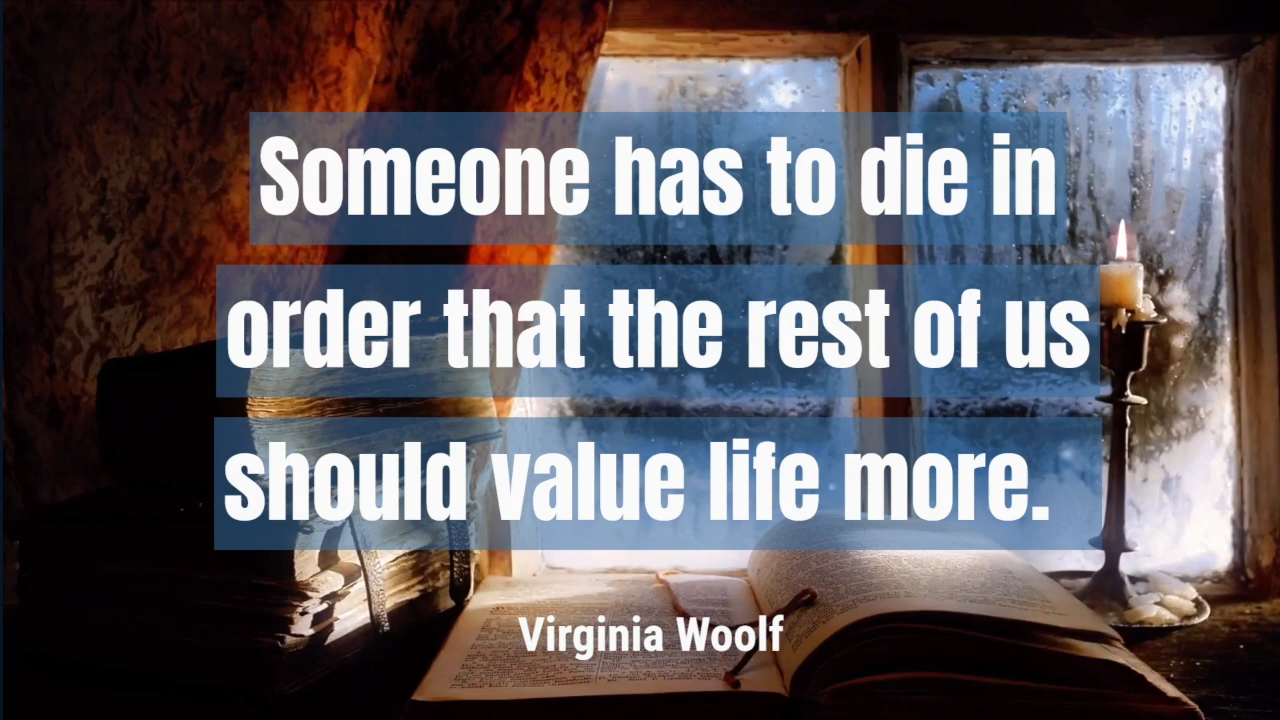 Someone has to die in
order that the rest of us
should value life more.
Virginia Woolf